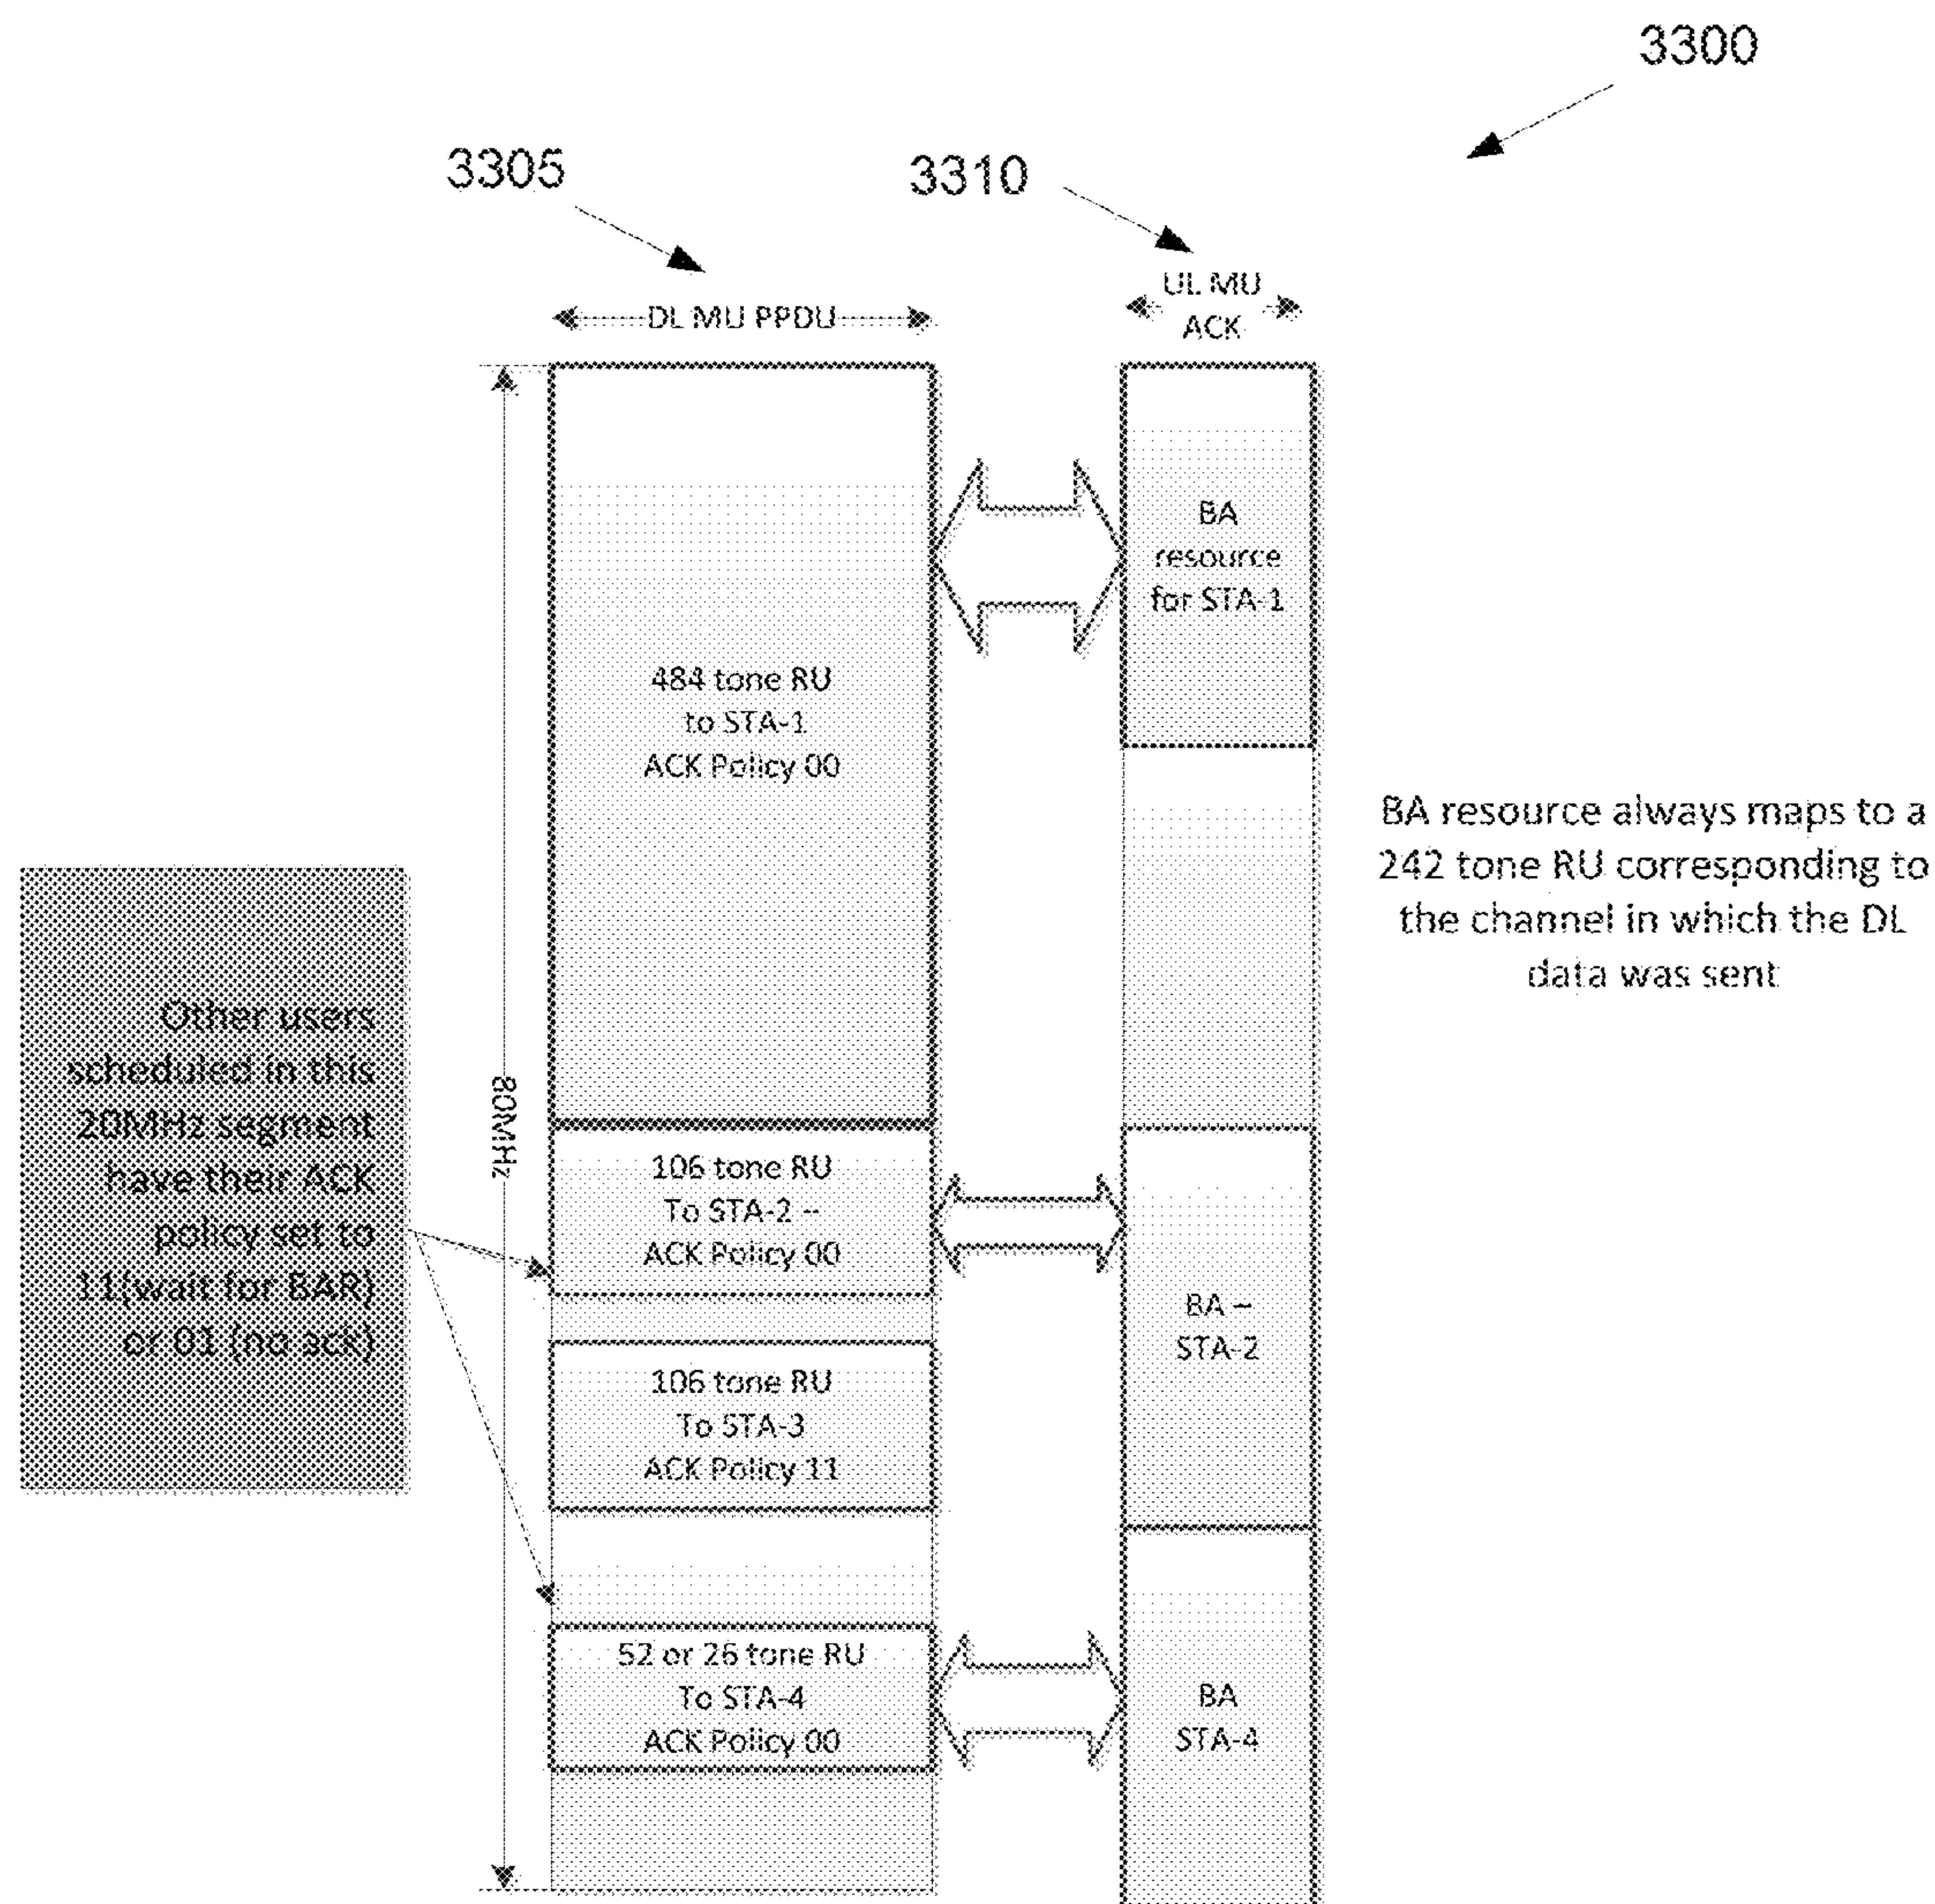 3300
3305
3310
DL MU PPDU
UL MU
ACK
BA
resource
for STA-1
484 tone RU
to STA-1
ACK Policy 00
BA resource always maps to a
242 tone RU corresponding to
the channel in which the DL
data was sent
Other users
scheduled in this
20MHz segment
have their ACK
policy set to
11(wait for BAR)
or 01 (no ack)
80MHz
106 tone RU
To STA-2 --
ACK Policy 00
BA –
STA-2
106 tone RU
To STA-3
ACK Policy 11
52 or 26 tone RU
To STA-4
ACK Policy 00
BA
STA-4